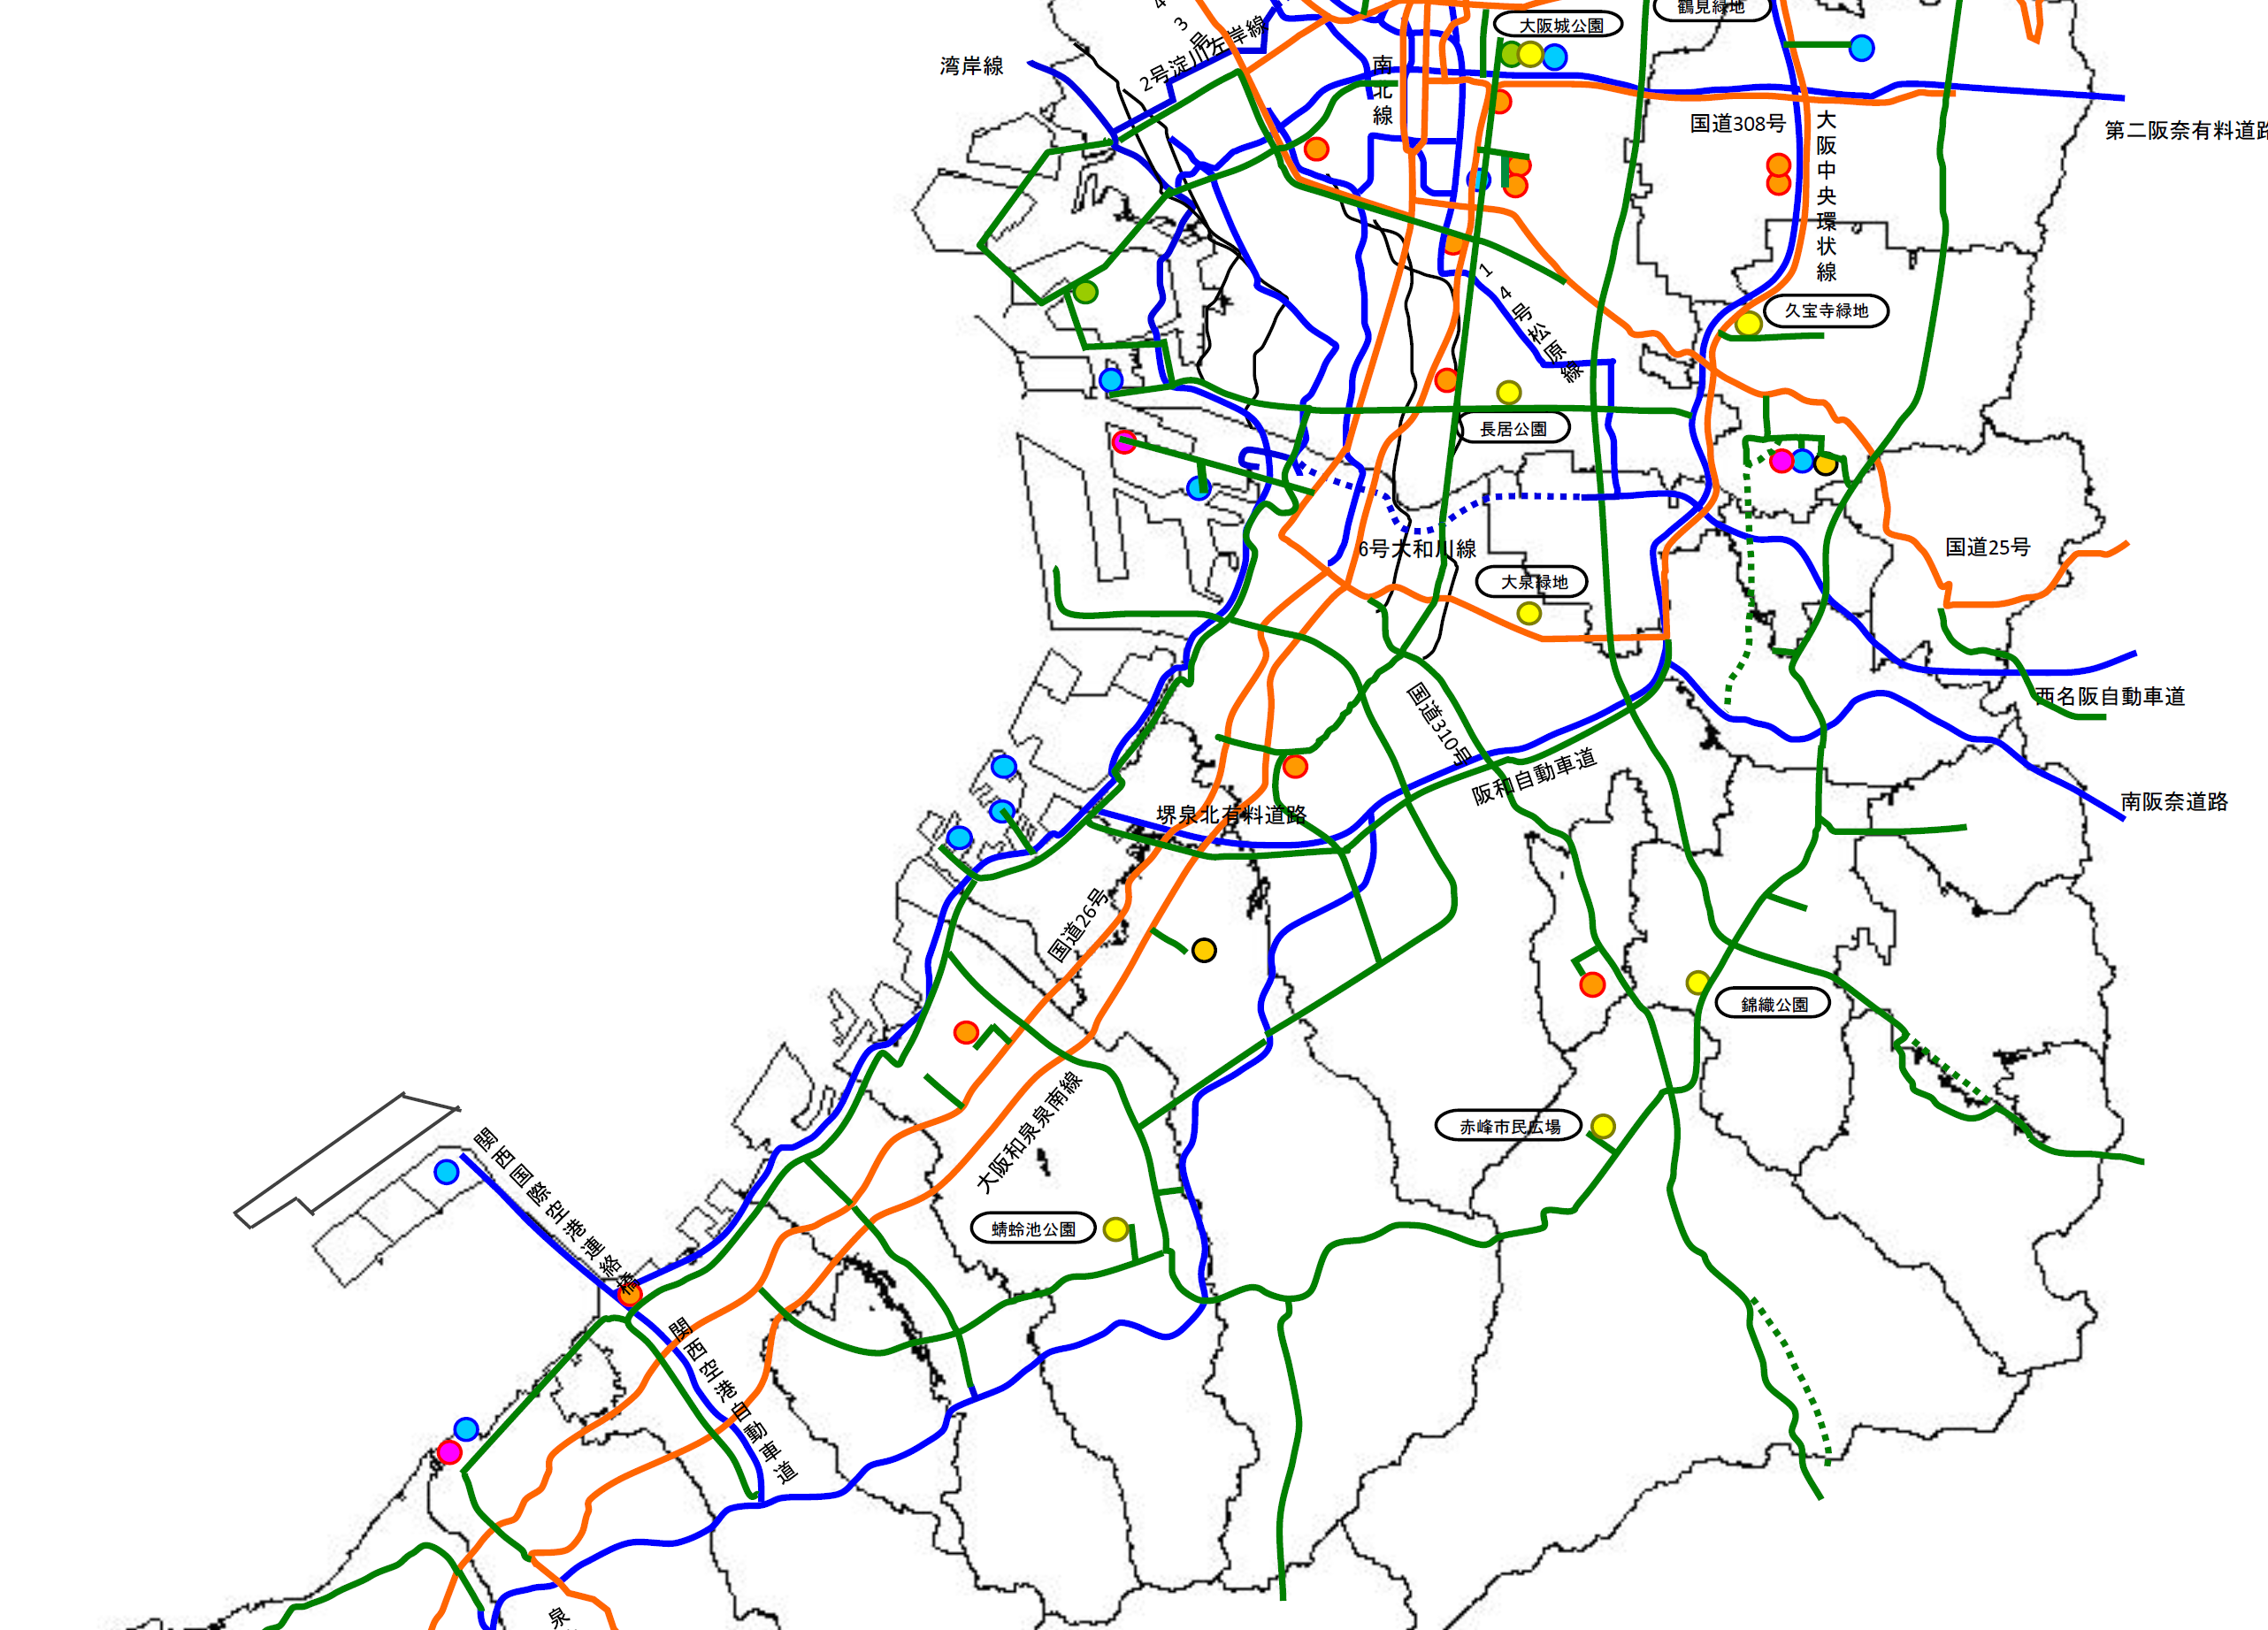 鶴見緑地
大阪城公園
4
3号
2号淀川左岸線
湾岸線
南北線
国道308号
大阪中央環状線
第二阪奈有料道路
14号松原線
久宝寺緑地
長居公園
6号大和川線
国道25号
大泉緑地
西名阪自動車道
国道310号
阪和自動車道
南阪奈道路
堺泉北有料道路
国道26号
錦織公園
大阪和泉泉南線
赤峰市民広場
関西国際空港連絡橋
蜻蛉池公園
関西空港自動車道
泉